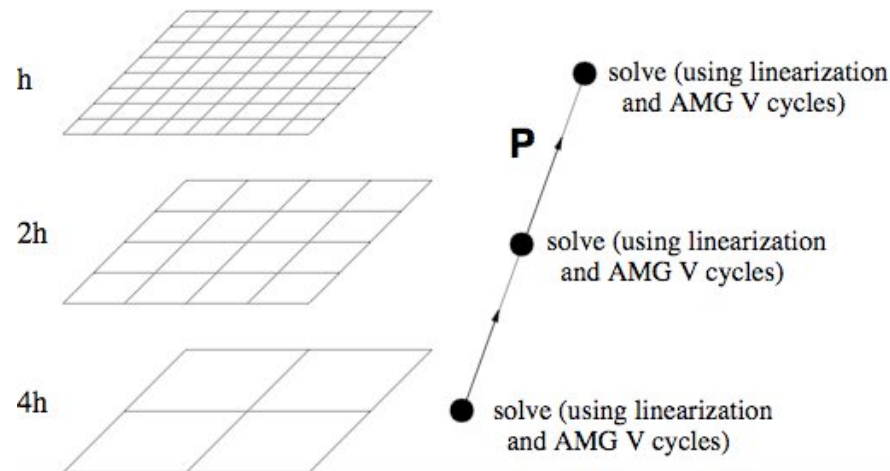 h
solve (using linearization
and AMG V cycles)
P
2h
solve (using linearization
and AMG V cycles)
4h
solve (using linearization
and AMG V cycles)